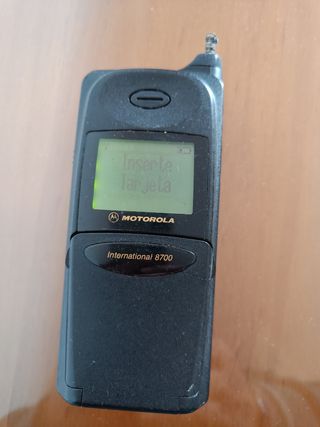 Inserte
Tarjeta
MOTOROLA
International 8700